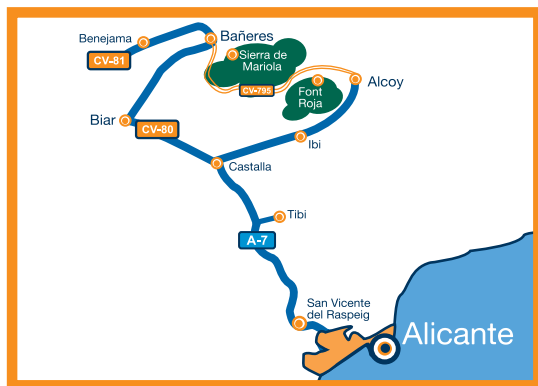 Benejama
Bañeres
CV-81
Sierra de
Mariola
CV-795
Font
Roja
Alcoy
Biar
CV-80
Ibi
Castalla
Tibi
A-7
San Vicente
del Raspeig
Alicante